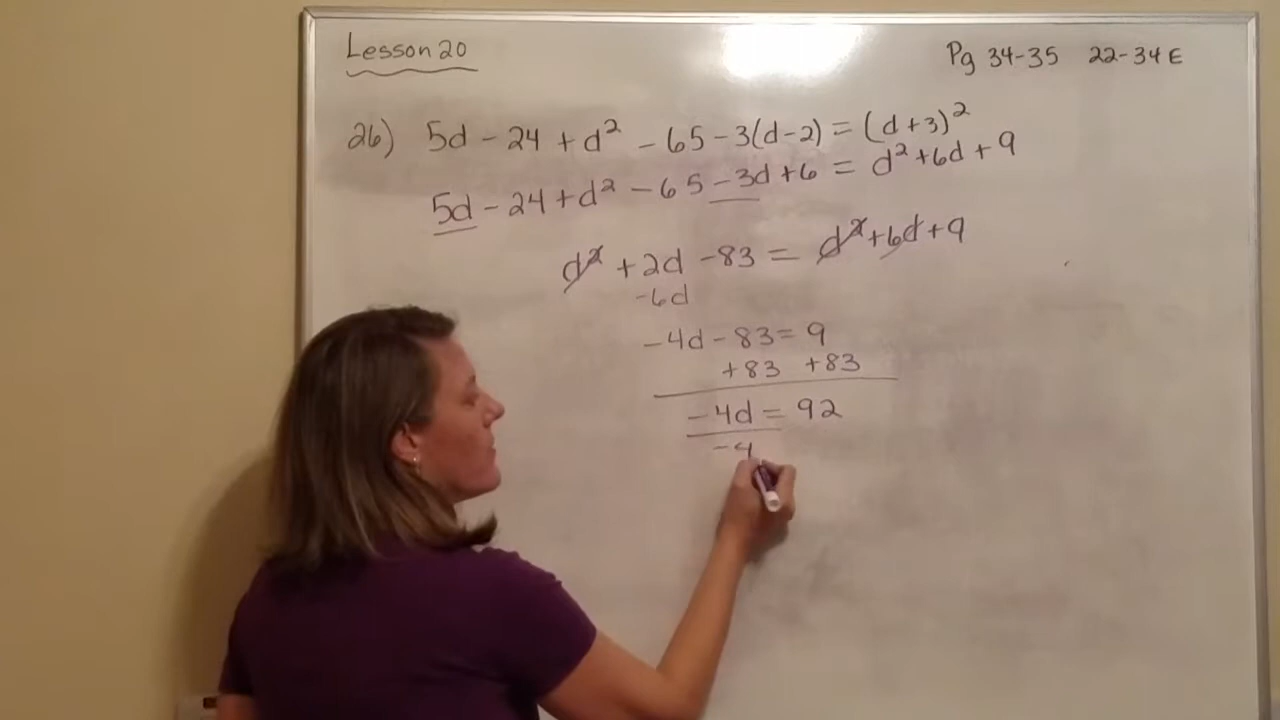 Lesson 20
Pg 34-35 22-34 E
26) 5d - 24 + d² - 65 - 3(d-2) = (d+3)²
5d - 24 + d² - 65 - 3d + 6 = d² + 6d + 9
d² + 2d - 83 = d² + 6d + 9
-6d
-4d - 83 = 9
+83 +83
-4d = 92
-4